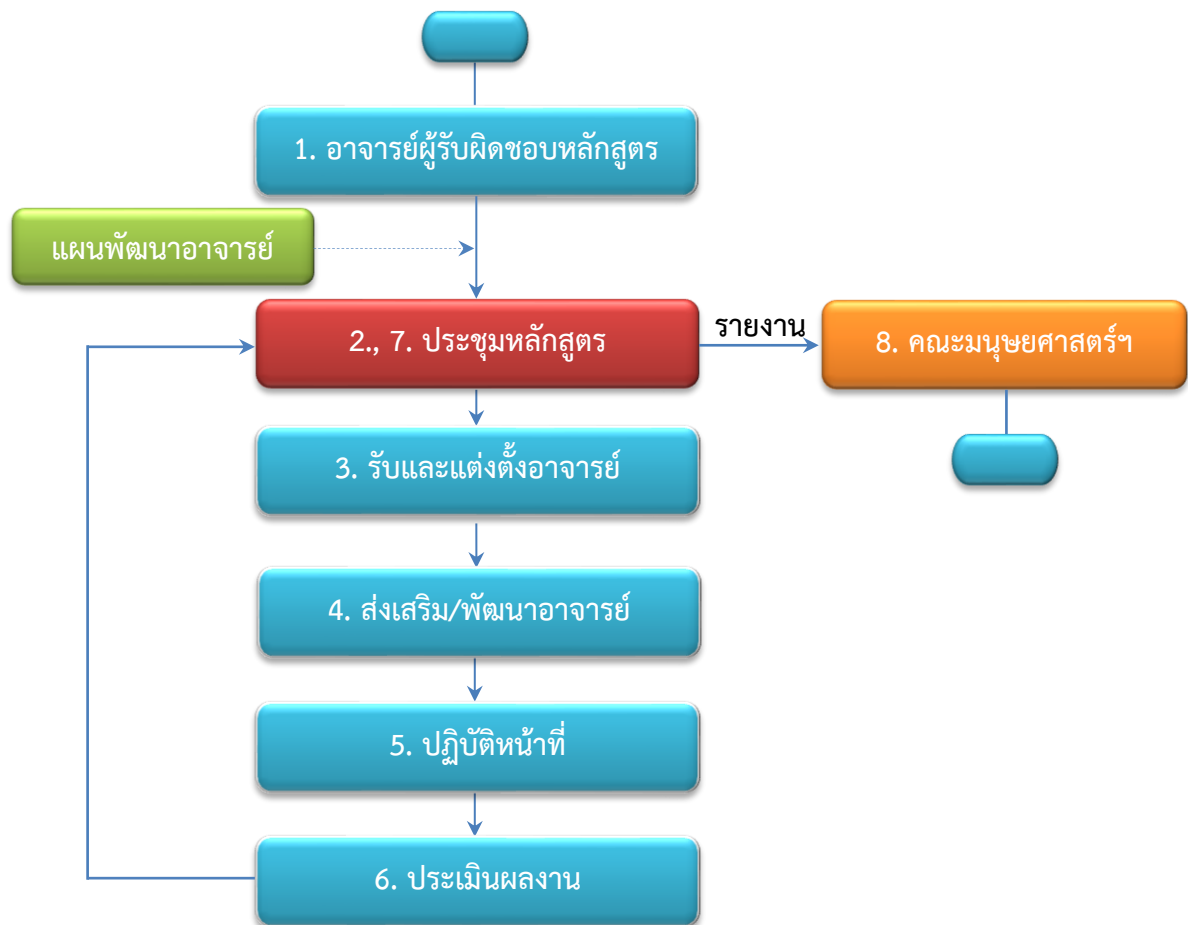 1. อาจารย์ผู้รับผิดชอบหลักสูตร
แผนพัฒนาอาจารย์
2., 7. ประชุมหลักสูตร
รายงาน
8. คณะมนุษยศาสตร์ฯ
3. รับและแต่งตั้งอาจารย์
4. ส่งเสริม/พัฒนาอาจารย์
5. ปฏิบัติหน้าที่
6. ประเมินผลงาน